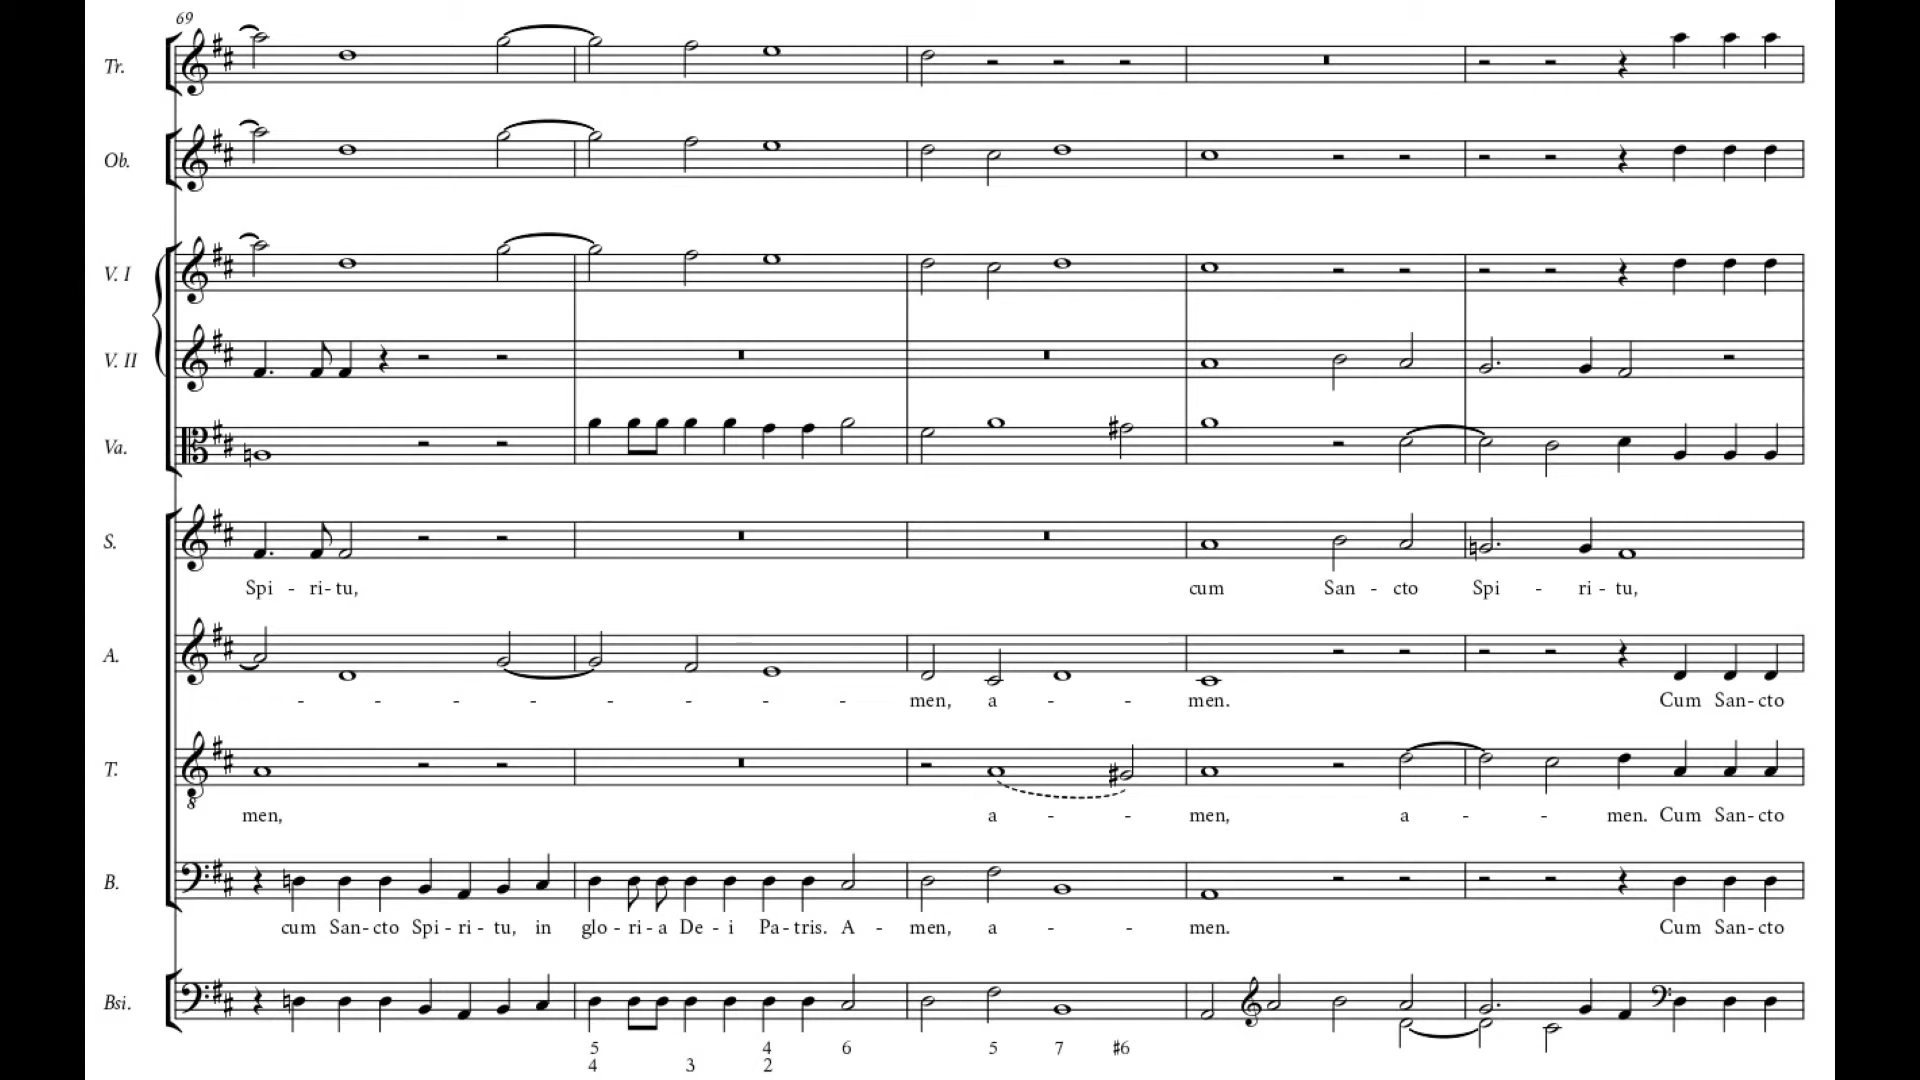 69
Tr.
Ob.
V. I
V. II
Va.
S.
Spi - ri- tu, cum San - cto Spi - ri - tu,
A.
- - - - - - - - men, a - - men. Cum San- cto
T.
men, a - - men, a - - men. Cum San- cto
B.
cum San- cto Spi - ri - tu, in glo - ri - a De - i Pa - tris. A - men, a - - men. Cum San- cto
Bsi.
5 4 6 5 7 #6
4 3 2